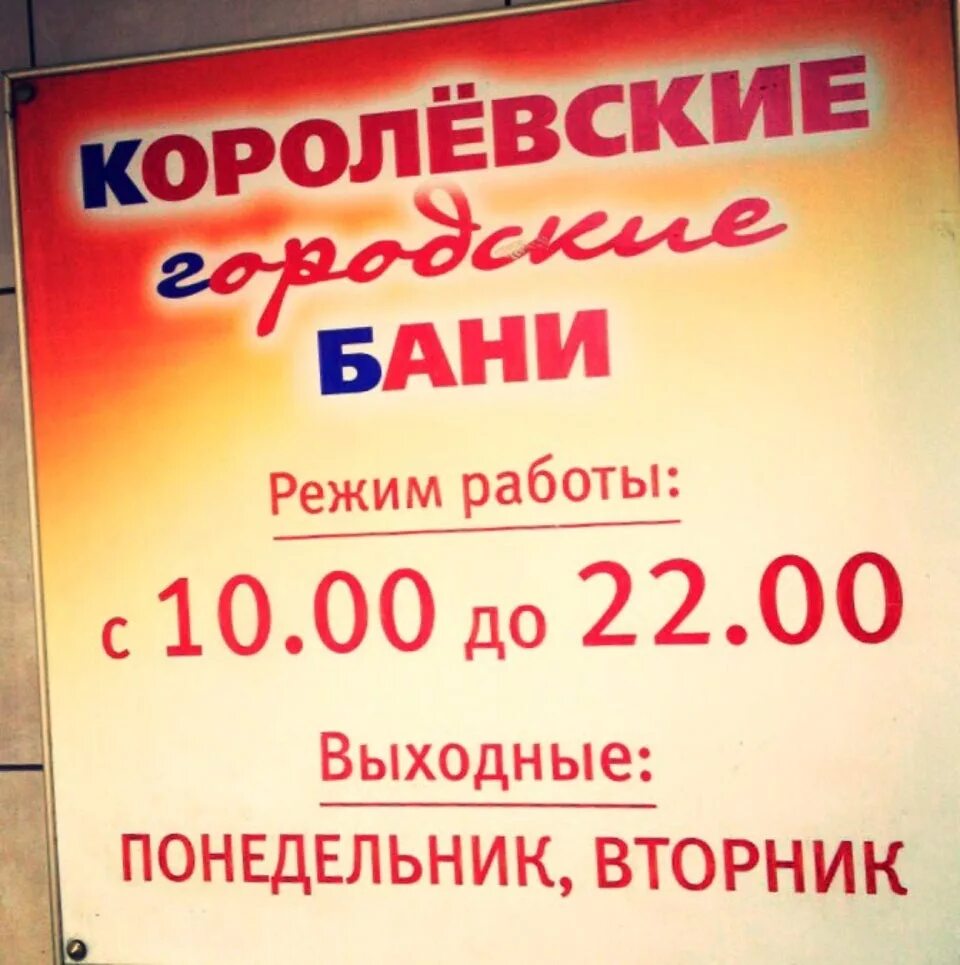 КОРОЛЁВСКИЕ
городские
БАНИ
Режим работы:
с 10.00 до 22.00
Выходные:
ПОНЕДЕЛЬНИК, ВТОРНИК